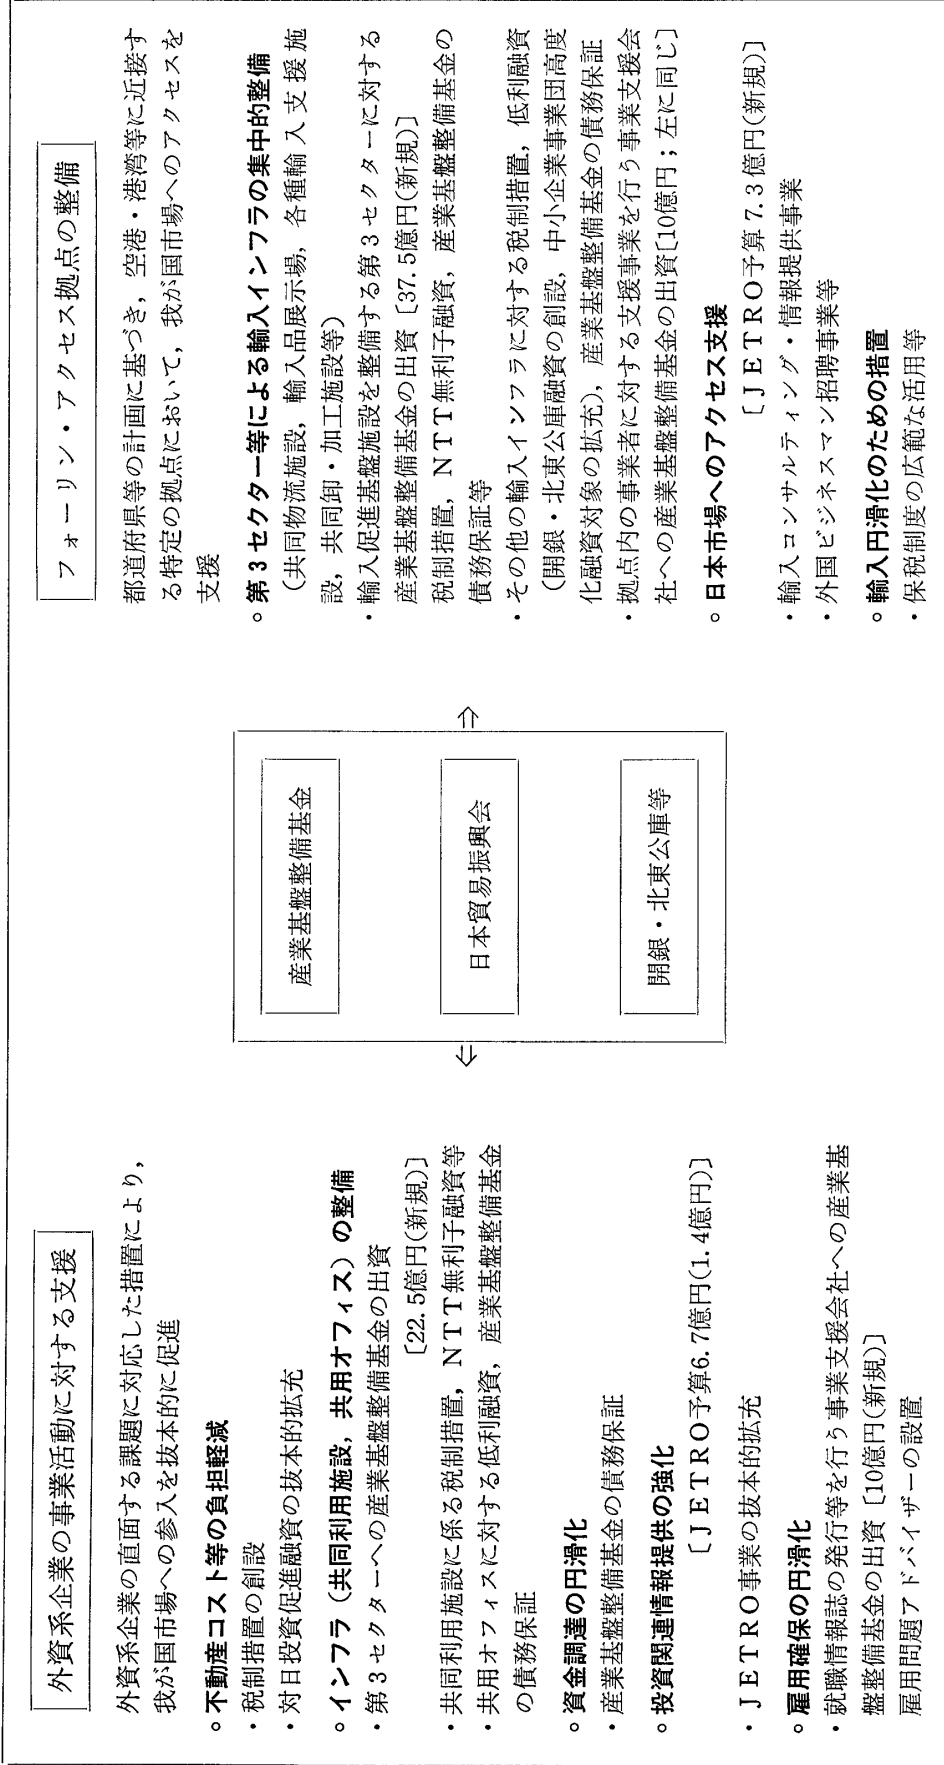 外資系企業の事業活動に対する支援
外資系企業の直面する課題に対応した措置により，
我が国市場への参入を抜本的に促進
○不動産コスト等の負担軽減
・税制措置の創設
・対日投資促進融資の抜本的拡充
○インフラ（共同利用施設，共用オフィス）の整備
・第3セクターへの産業基盤整備基金の出資
〔22.5億円(新規)〕
・共同利用施設に係る税制措置，NTT無利子融資等
・共用オフィスに対する低利融資，産業基盤整備基金
の債務保証
○資金調達の円滑化
・産業基盤整備基金の債務保証
○投資関連情報提供の強化
〔JETRO予算6.7億円(1.4億円)〕
・JETRO事業の抜本的拡充
○雇用確保の円滑化
・就職情報誌の発行等を行う事業支援会社への産業基
盤整備基金の出資〔10億円(新規)〕
雇用問題アドバイザーの設置
⇐
産業基盤整備基金
日本貿易振興会
開銀・北東公庫等
⇒
フォーリン・アクセス拠点の整備
都道府県等の計画に基づき，空港・港湾等に近接す
る特定の拠点において，我が国市場へのアクセスを
支援
○第3セクター等による輸入インフラの集中的整備
（共同物流施設，輸入品展示場，各種輸入支援施
設，共同卸・加工施設等）
・輸入促進基盤施設を整備する第3セクターに対する
産業基盤整備基金の出資〔37.5億円(新規)〕
税制措置，NTT無利子融資，産業基盤整備基金の
債務保証等
・その他の輸入インフラに対する税制措置，低利融資
（開銀・北東公庫融資の創設，中小企業事業団高度
化融資対象の拡充），産業基盤整備基金の債務保証
・拠点内の事業者に対する支援事業を行う事業支援会
社への産業基盤整備基金の出資〔10億円；左に同じ〕
○日本市場へのアクセス支援
〔JETRO予算7.3億円(新規)〕
・輸入コンサルティング・情報提供事業
・外国ビジネスマン招聘事業等
○輸入円滑化のための措置
・保税制度の広範な活用等